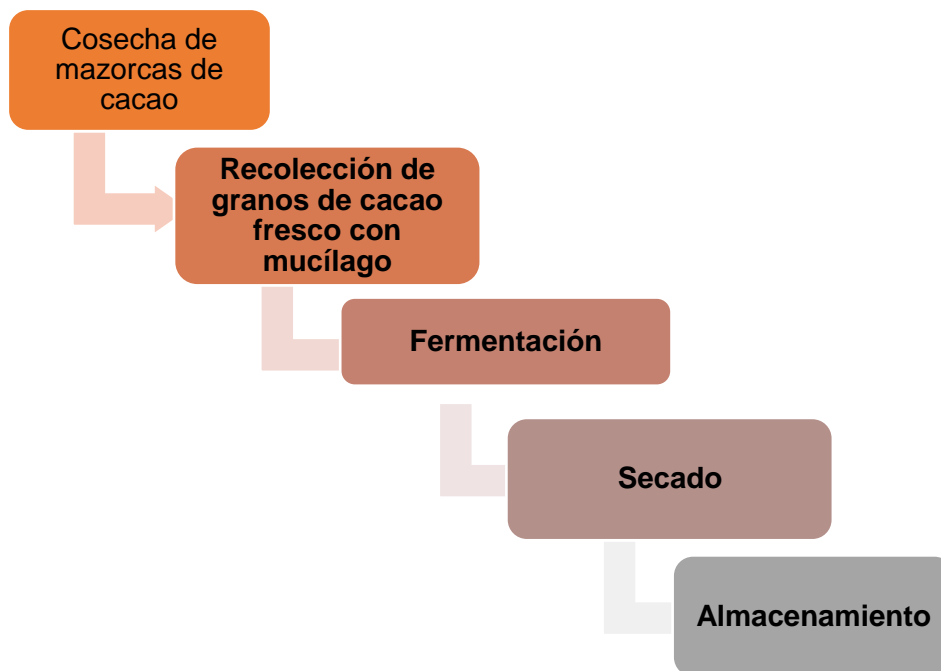 Cosecha de
mazorcas de
cacao
Recolección de
granos de cacao
fresco con
mucílago
Fermentación
Secado
Almacenamiento